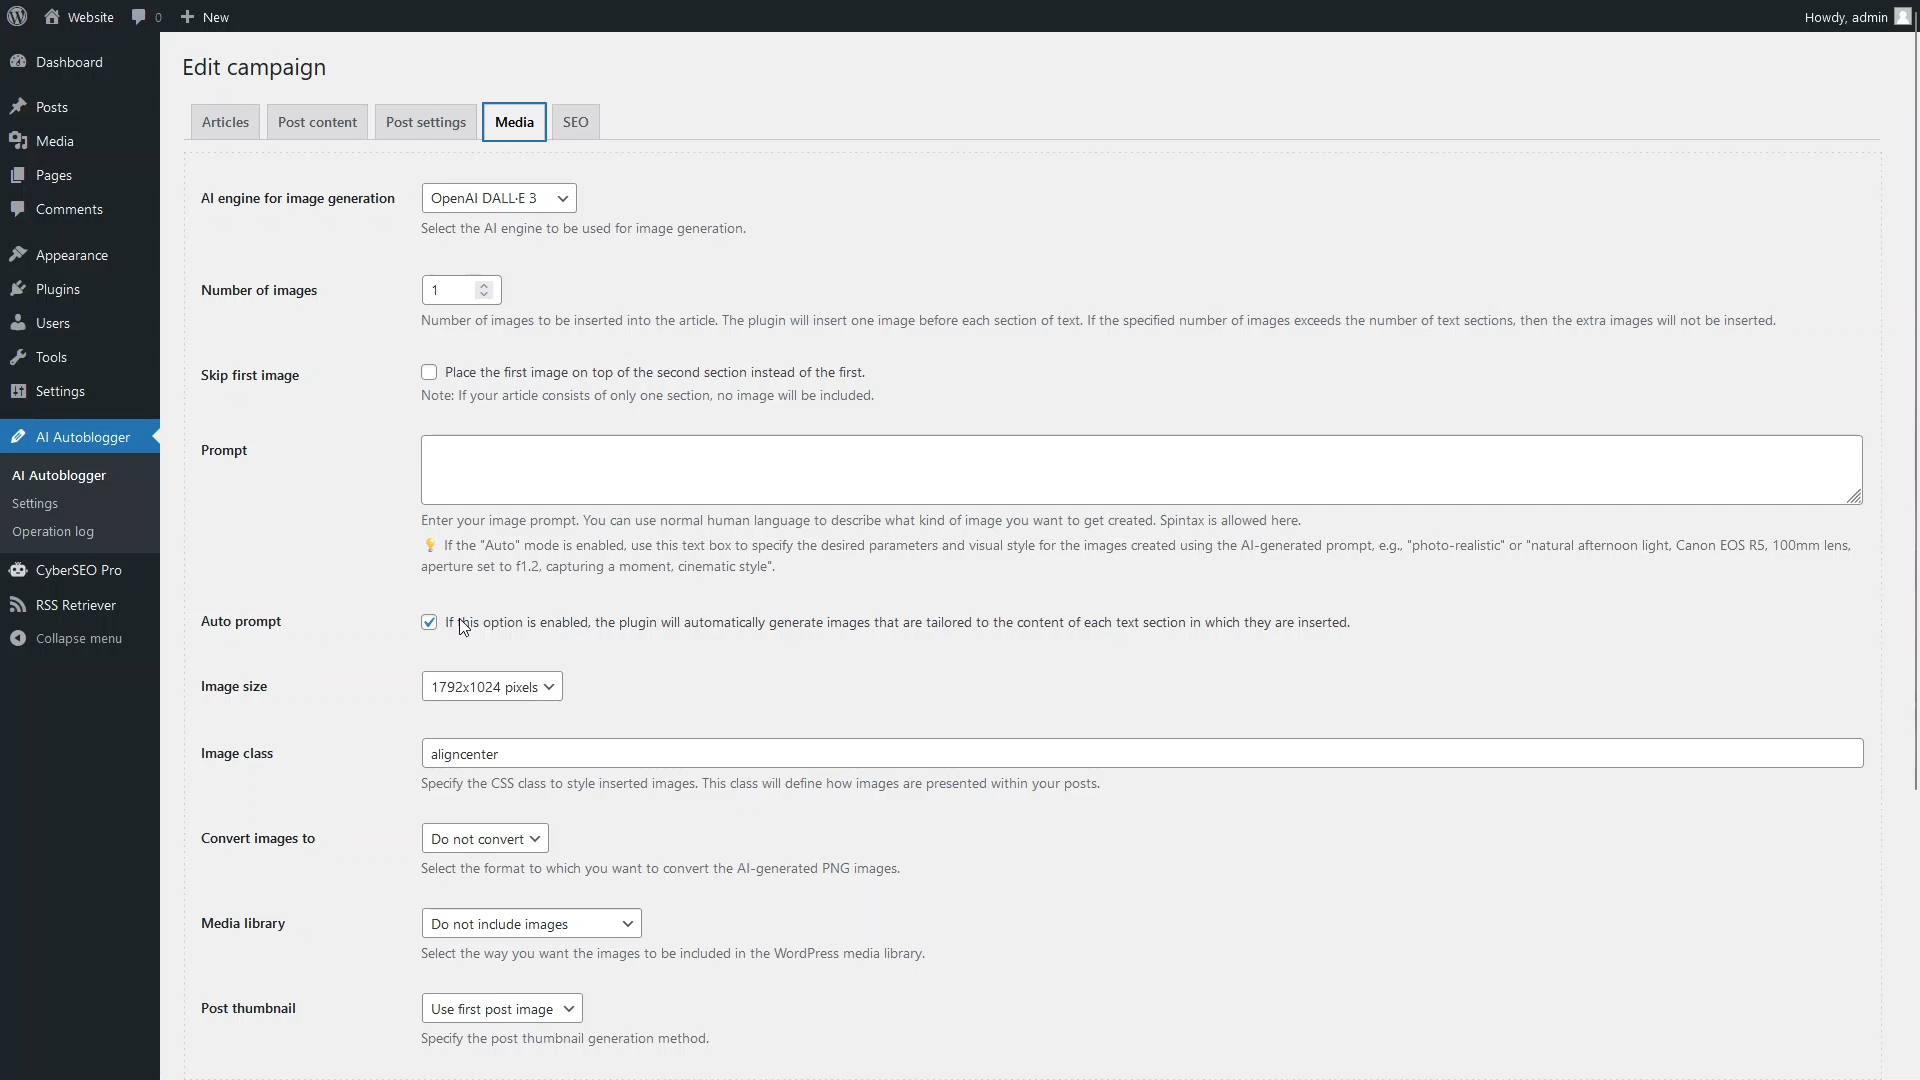 Website 0 New Howdy, admin
Dashboard
Posts
Media
Pages
Comments
Appearance
Plugins
Users
Tools
Settings
AI Autoblogger
AI Autoblogger
Settings
Operation log
CyberSEO Pro
RSS Retriever
Collapse menu
Edit campaign
Articles Post content Post settings Media SEO
AI engine for image generation OpenAI DALL·E 3
Select the AI engine to be used for image generation.
Number of images 1
Number of images to be inserted into the article. The plugin will insert one image before each section of text. If the specified number of images exceeds the number of text sections, then the extra images will not be inserted.
Skip first image Place the first image on top of the second section instead of the first.
Note: If your article consists of only one section, no image will be included.
Prompt
Enter your image prompt. You can use normal human language to describe what kind of image you want to get created. Spintax is allowed here.
💡 If the "Auto" mode is enabled, use this text box to specify the desired parameters and visual style for the images created using the AI-generated prompt, e.g., "photo-realistic" or "natural afternoon light, Canon EOS R5, 100mm lens,
aperture set to f1.2, capturing a moment, cinematic style".
Auto prompt If this option is enabled, the plugin will automatically generate images that are tailored to the content of each text section in which they are inserted.
Image size 1792x1024 pixels
Image class aligncenter
Specify the CSS class to style inserted images. This class will define how images are presented within your posts.
Convert images to Do not convert
Select the format to which you want to convert the AI-generated PNG images.
Media library Do not include images
Select the way you want the images to be included in the WordPress media library.
Post thumbnail Use first post image
Specify the post thumbnail generation method.